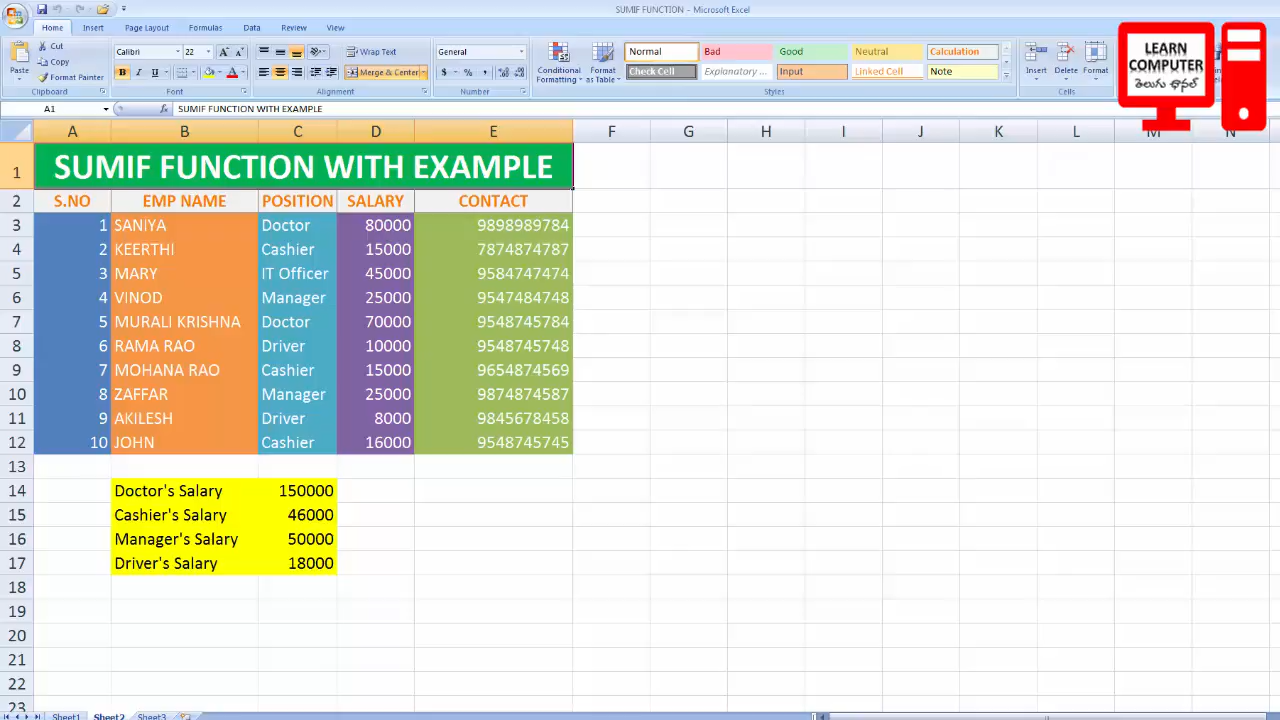 SUMIF FUNCTION - Microsoft Excel
Home Insert Page Layout Formulas Data Review View
Paste Cut Copy Format Painter
Calibri 22 A A
B I U A
Wrap Text
Merge & Center
General
$ % ,
Conditional Formatting Format as Table
Normal Bad Good Neutral Calculation
Check Cell Explanatory ... Input Linked Cell Note
Insert Delete Format
Clipboard Font Alignment Number Styles Cells
LEARN
COMPUTER
తెలుగు ఛానల్
A1 fx SUMIF FUNCTION WITH EXAMPLE
A B C D E F G H I J K L M N
1 SUMIF FUNCTION WITH EXAMPLE
2 S.NO EMP NAME POSITION SALARY CONTACT
3 1 SANIYA Doctor 80000 9898989784
4 2 KEERTHI Cashier 15000 7874874787
5 3 MARY IT Officer 45000 9584747474
6 4 VINOD Manager 25000 9547484748
7 5 MURALI KRISHNA Doctor 70000 9548745784
8 6 RAMA RAO Driver 10000 9548745748
9 7 MOHANA RAO Cashier 15000 9654874569
10 8 ZAFFAR Manager 25000 9874874587
11 9 AKILESH Driver 8000 9845678458
12 10 JOHN Cashier 16000 9548745745
13
14 Doctor's Salary 150000
15 Cashier's Salary 46000
16 Manager's Salary 50000
17 Driver's Salary 18000
18
19
20
21
22
23
Sheet1 Sheet2 Sheet3